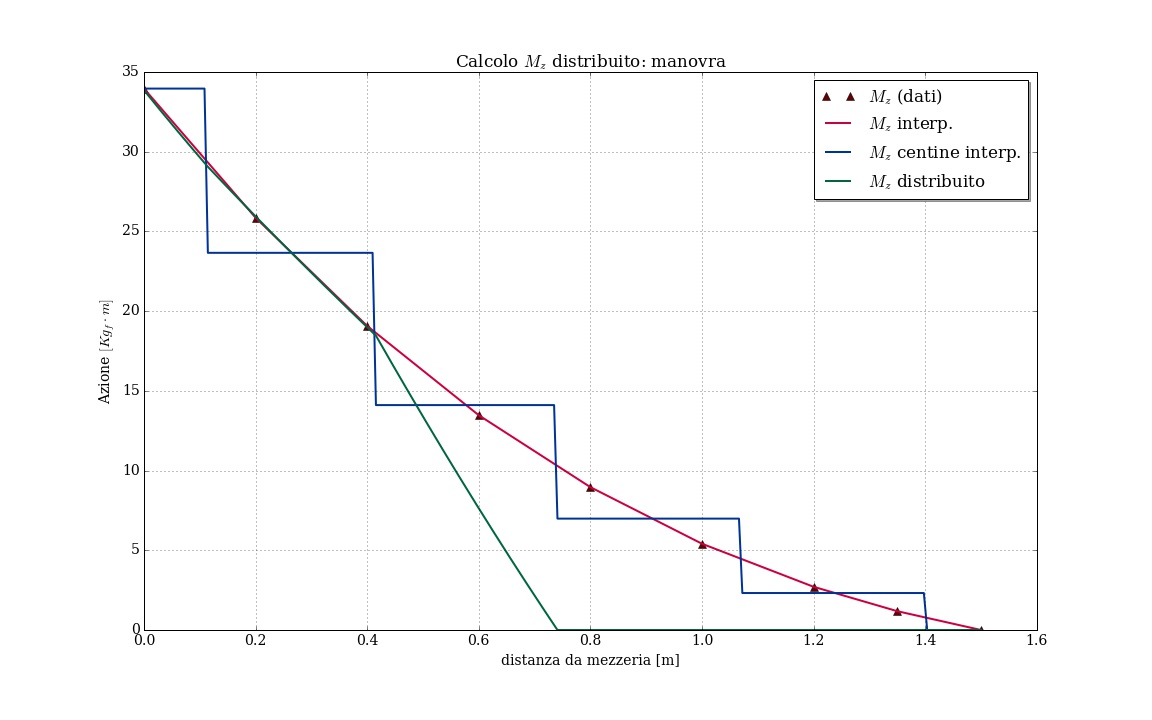 Calcolo M_z distribuito: manovra
35
30
25
20
15
10
5
0
Azione [Kg_f · m]
M_z (dati)
M_z interp.
M_z centine interp.
M_z distribuito
0.0 0.2 0.4 0.6 0.8 1.0 1.2 1.4 1.6
distanza da mezzeria [m]